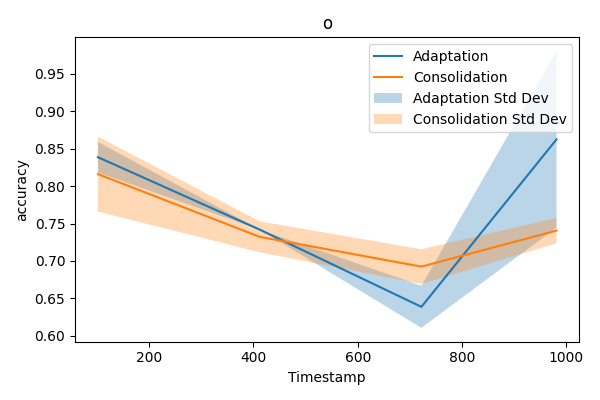 o
Adaptation
Consolidation
Adaptation Std Dev
Consolidation Std Dev
accuracy
0.95
0.90
0.85
0.80
0.75
0.70
0.65
0.60
200 400 600 800 1000
Timestamp